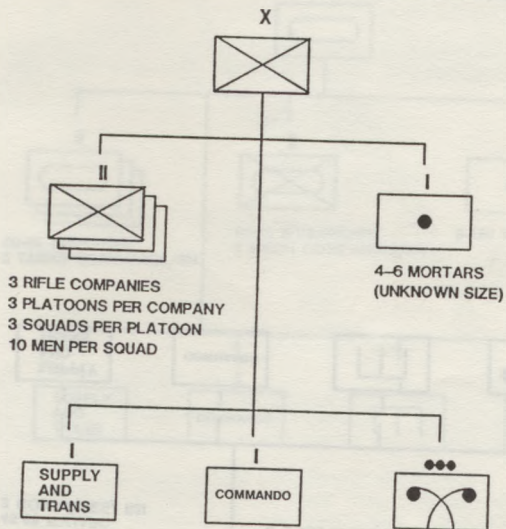 X
II
I
3 RIFLE COMPANIES
3 PLATOONS PER COMPANY
3 SQUADS PER PLATOON
10 MEN PER SQUAD
4–6 MORTARS
(UNKNOWN SIZE)
I
I
SUPPLY
AND
TRANS
COMMANDO